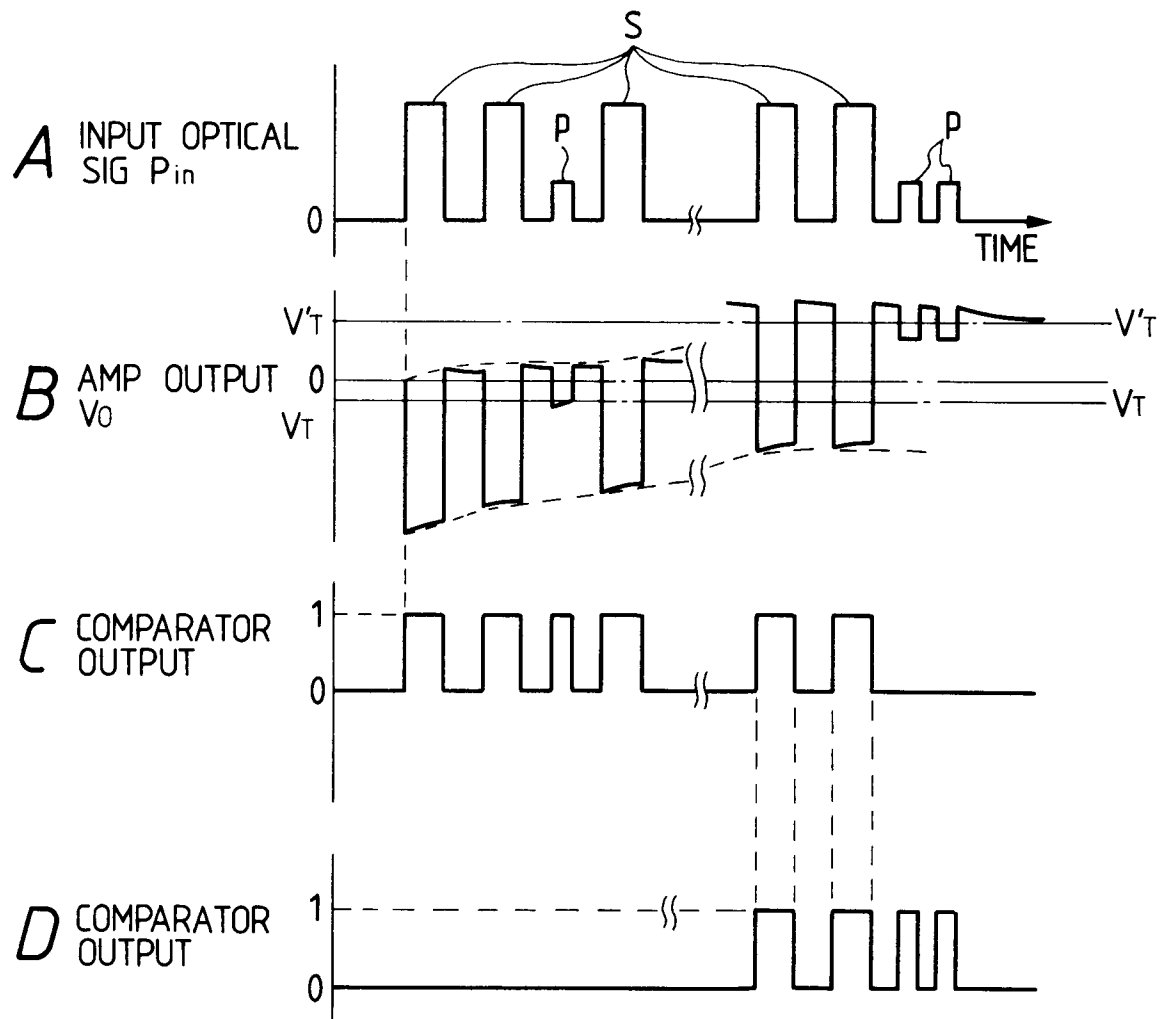 S
A INPUT OPTICAL
SIG Pin
P
P
0
TIME
V'T
V'T
B AMP OUTPUT
Vo
0
VT
VT
C COMPARATOR
OUTPUT
1
0
D COMPARATOR
OUTPUT
1
0